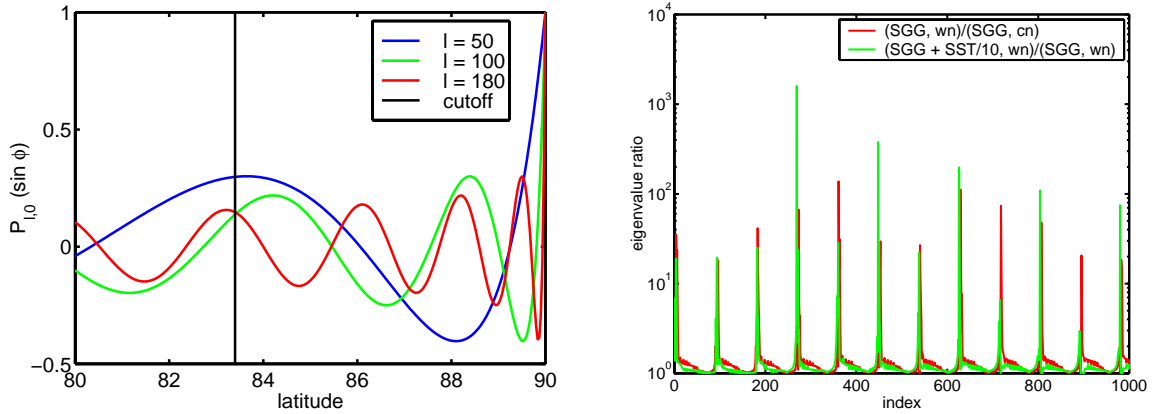 1
0.5
0
−0.5
80
82
84
86
88
90
latitude
P_{l,0} (sin ϕ)
l = 50
l = 100
l = 180
cutoff
10^4
10^3
10^2
10^1
10^0
0
200
400
600
800
1000
index
eigenvalue ratio
(SGG, wn)/(SGG, cn)
(SGG + SST/10, wn)/(SGG, wn)